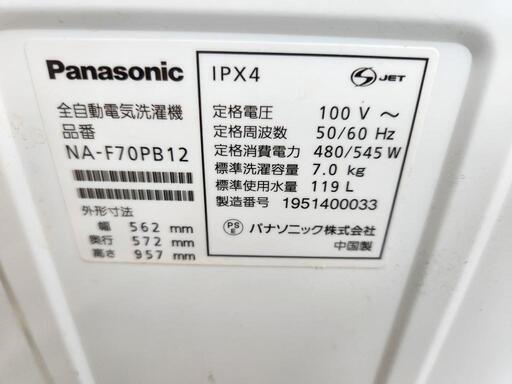 Panasonic
全自動電気洗濯機
品番
NA-F70PB12
外形寸法
幅 562 mm
奥行 572 mm
高さ 957 mm
IPX4
S JET
定格電圧 100 V ～
定格周波数 50/60 Hz
定格消費電力 480/545 W
標準洗濯容量 7.0 kg
標準使用水量 119 L
製造番号 1951400033
PS E パナソニック株式会社
中国製